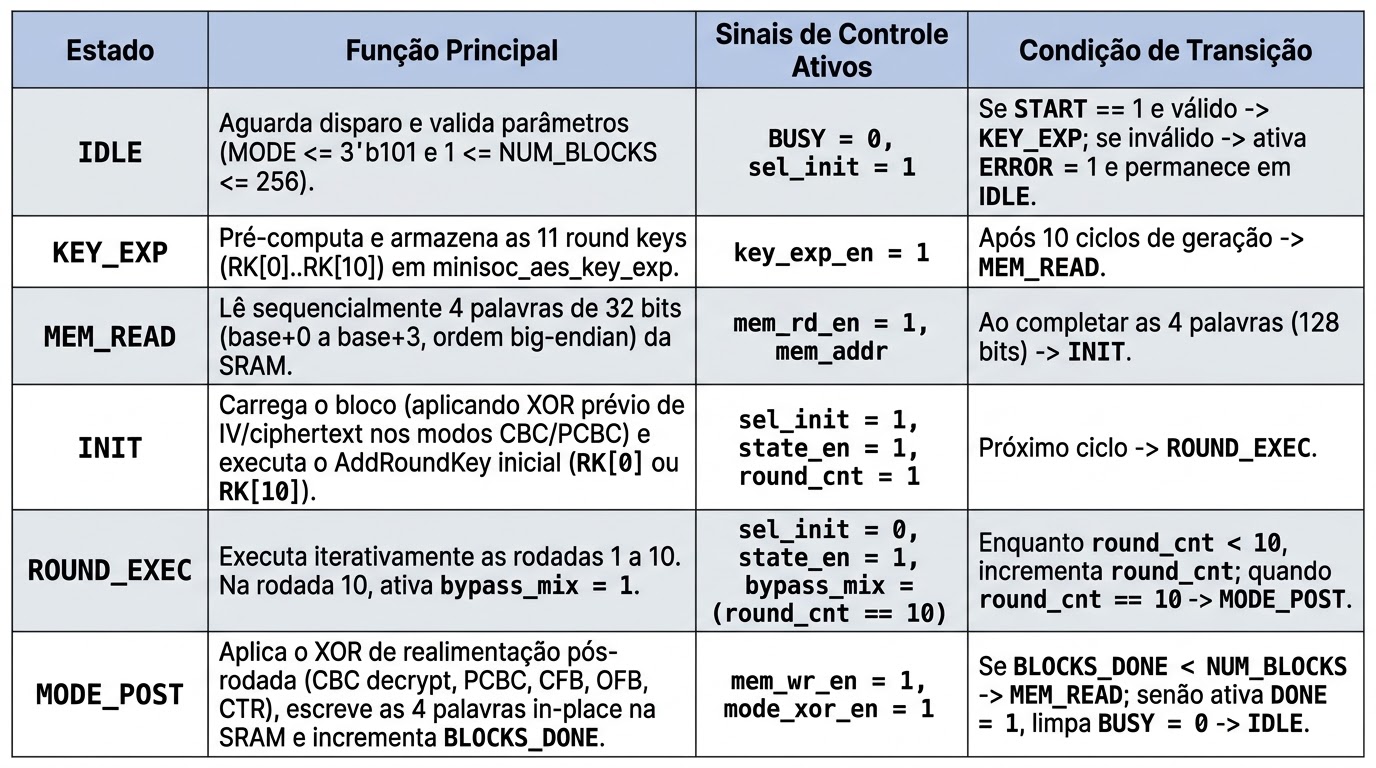 Estado
Função Principal
Sinais de Controle
Ativos
Condição de Transição
IDLE
Aguarda disparo e valida parâmetros
(MODE <= 3'b101 e 1 <= NUM_BLOCKS
<= 256).
BUSY = 0,
sel_init = 1
Se START == 1 e válido ->
KEY_EXP; se inválido -> ativa
ERROR = 1 e permanece em
IDLE.
KEY_EXP
Pré-computa e armazena as 11 round keys
(RK[0]..RK[10]) em minisoc_aes_key_exp.
key_exp_en = 1
Após 10 ciclos de geração ->
MEM_READ.
MEM_READ
Lê sequencialmente 4 palavras de 32 bits
(base+0 a base+3, ordem big-endian) da
SRAM.
mem_rd_en = 1,
mem_addr
Ao completar as 4 palavras (128
bits) -> INIT.
INIT
Carrega o bloco (aplicando XOR prévio de
IV/ciphertext nos modos CBC/PCBC) e
executa o AddRoundKey inicial (RK[0] ou
RK[10]).
sel_init = 1,
state_en = 1,
round_cnt = 1
Próximo ciclo -> ROUND_EXEC.
ROUND_EXEC
Executa iterativamente as rodadas 1 a 10.
Na rodada 10, ativa bypass_mix = 1.
sel_init = 0,
state_en = 1,
bypass_mix =
(round_cnt == 10)
Enquanto round_cnt < 10,
incrementa round_cnt; quando
round_cnt == 10 -> MODE_POST.
MODE_POST
Aplica o XOR de realimentação pós-
rodada (CBC decrypt, PCBC, CFB, OFB,
CTR), escreve as 4 palavras in-place na
SRAM e incrementa BLOCKS_DONE.
mem_wr_en = 1,
mode_xor_en = 1
Se BLOCKS_DONE < NUM_BLOCKS
-> MEM_READ; senão ativa DONE
= 1, limpa BUSY = 0 -> IDLE.